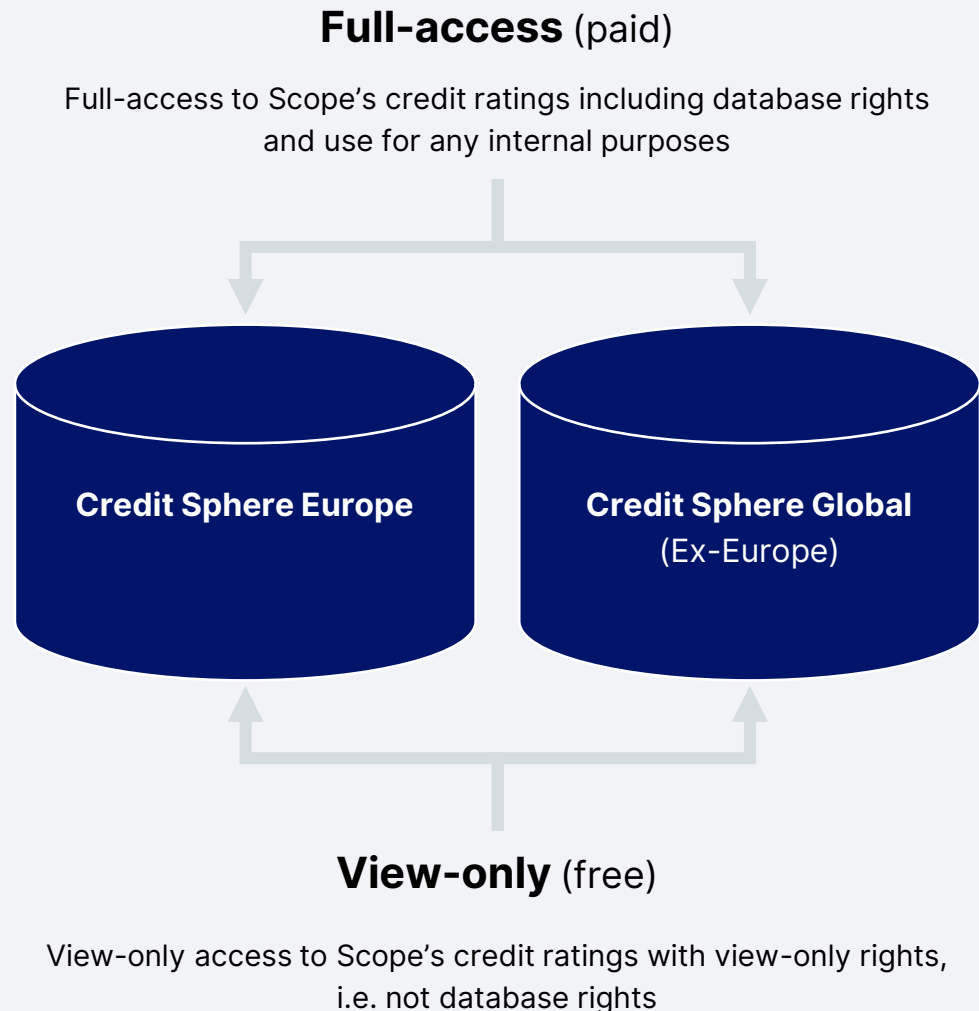 Full-access (paid)
Full-access to Scope’s credit ratings including database rights
and use for any internal purposes
Credit Sphere Europe
Credit Sphere Global
(Ex-Europe)
View-only (free)
View-only access to Scope’s credit ratings with view-only rights,
i.e. not database rights